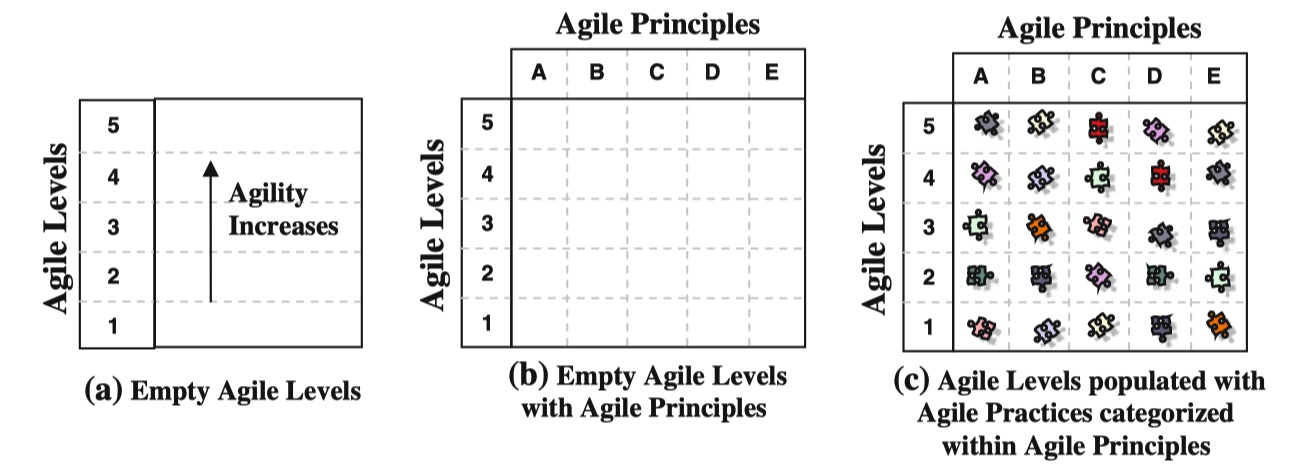 Agile Levels
5
4
3
2
1
Agility
Increases
(a) Empty Agile Levels
Agile Principles
A B C D E
Agile Levels
5
4
3
2
1
(b) Empty Agile Levels
with Agile Principles
Agile Principles
A B C D E
Agile Levels
5
4
3
2
1
(c) Agile Levels populated with
Agile Practices categorized
within Agile Principles